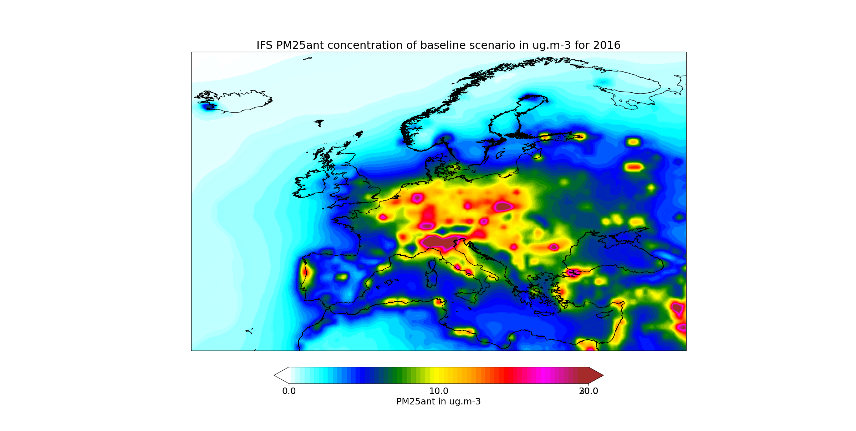 IFS PM25ant concentration of baseline scenario in ug.m-3 for 2016
0.0 10.0 20.0
PM25ant in ug.m-3